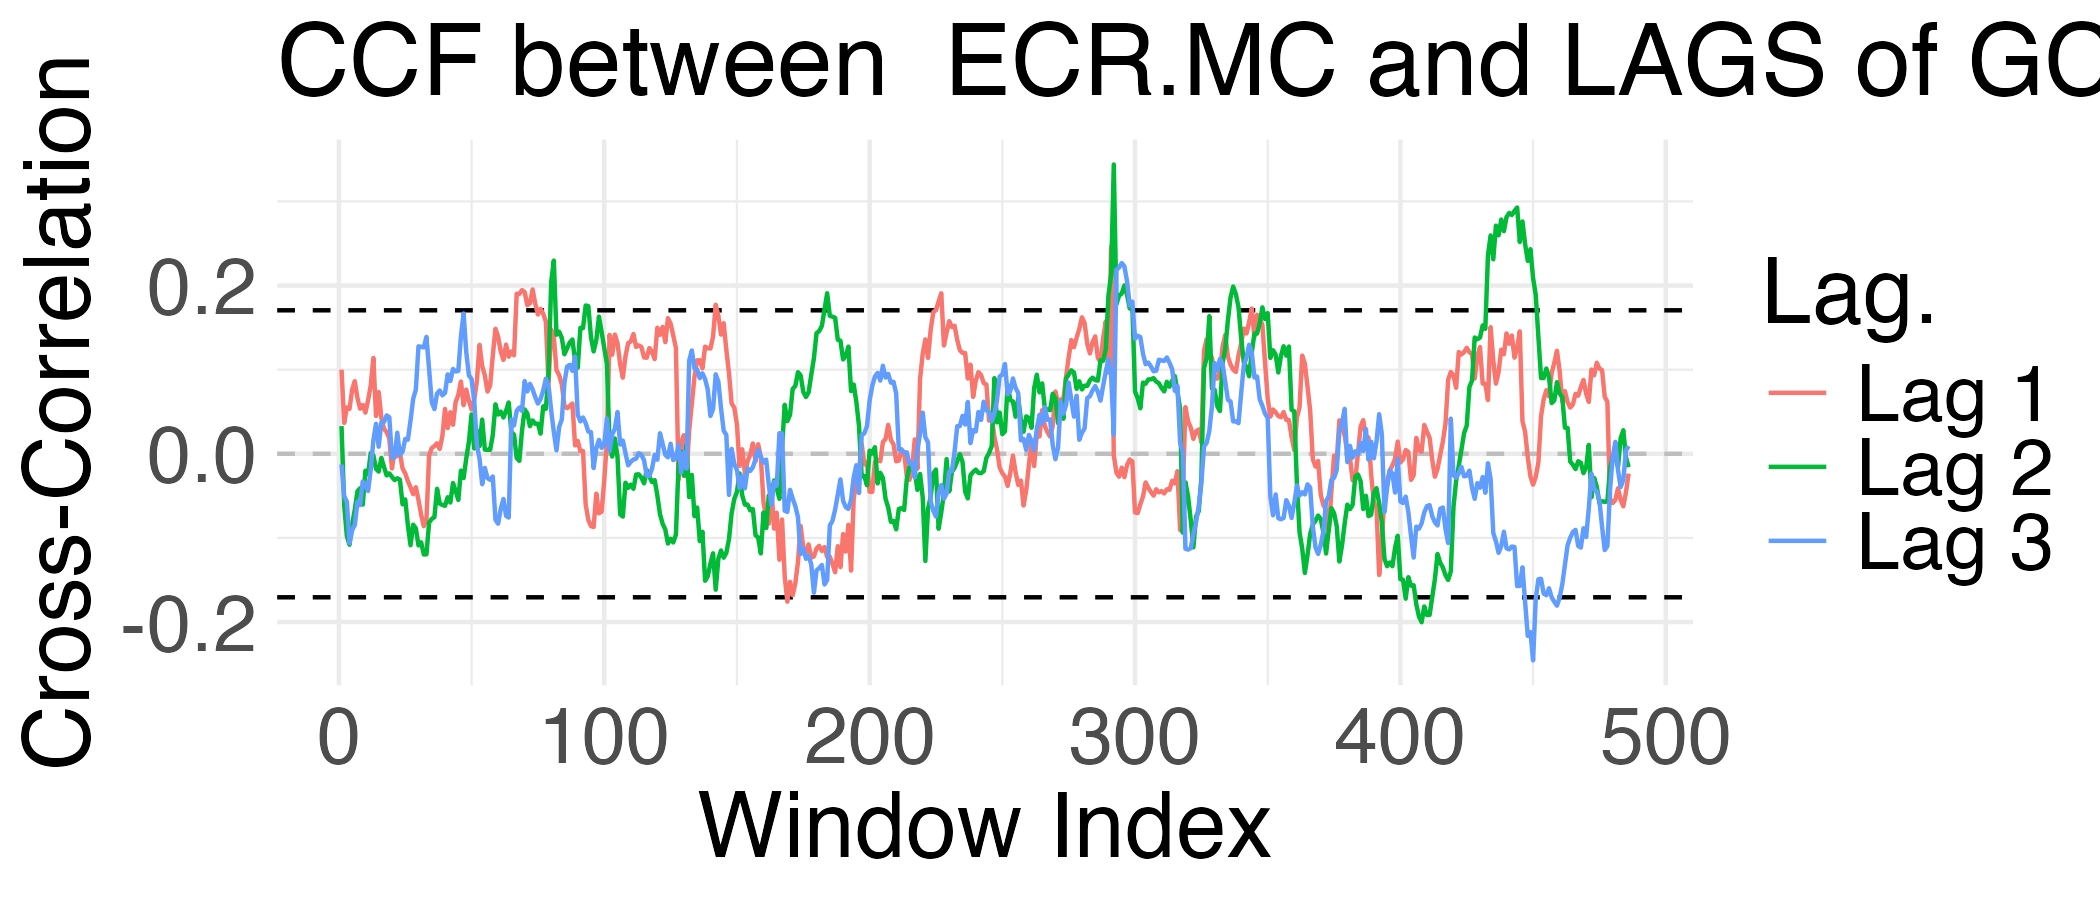 CCF between ECR.MC and LAGS of GC
Cross-Correlation
0.2
0.0
-0.2
0 100 200 300 400 500
Window Index
Lag.
Lag 1
Lag 2
Lag 3